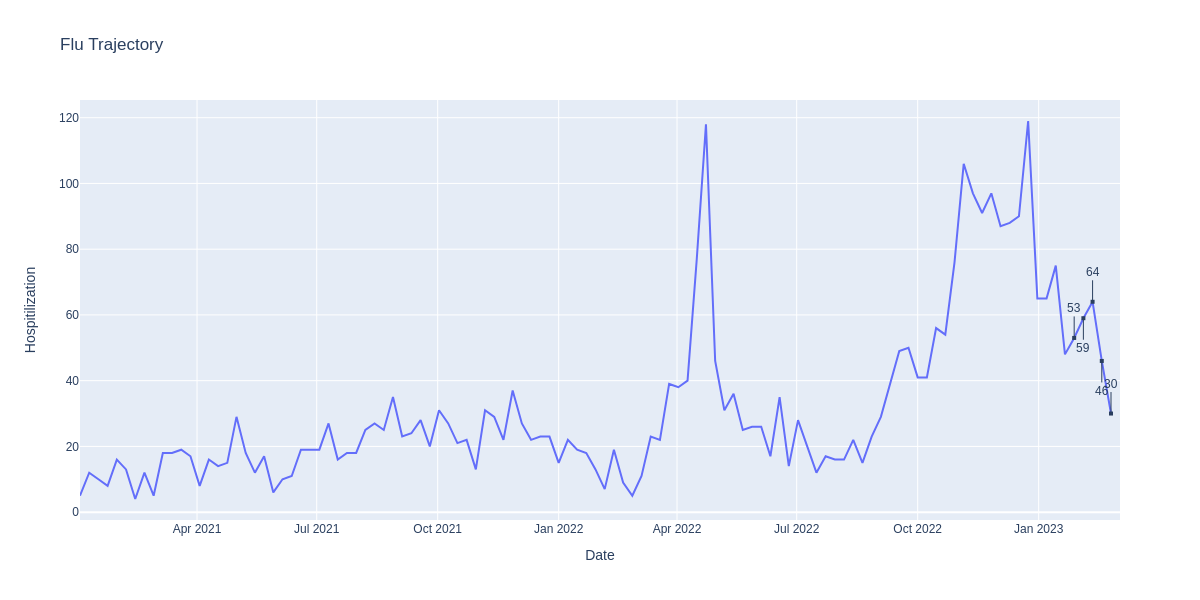 Flu Trajectory
Hospitilization
120
100
80
60
40
20
0
64
53
59
46
30
Apr 2021
Jul 2021
Oct 2021
Jan 2022
Apr 2022
Jul 2022
Oct 2022
Jan 2023
Date